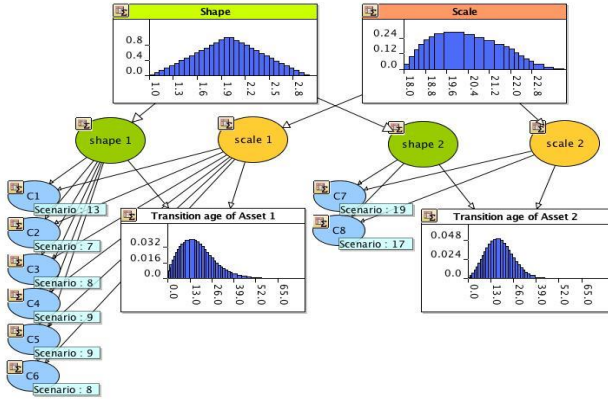 Shape
0.8
0.4
0.0
1.0 1.3 1.6 1.9 2.2 2.5 2.8
Scale
0.24
0.12
0.0
18.0 18.8 19.6 20.4 21.2 22.0 22.8
shape 1
scale 1
shape 2
scale 2
C1
Scenario : 13
C2
Scenario : 7
C3
Scenario : 8
C4
Scenario : 9
C5
Scenario : 9
C6
Scenario : 8
Transition age of Asset 1
0.032
0.016
0.0
0.0 13.0 26.0 39.0 52.0 65.0
C7
Scenario : 19
C8
Scenario : 17
Transition age of Asset 2
0.048
0.024
0.0
0.0 13.0 26.0 39.0 52.0 65.0